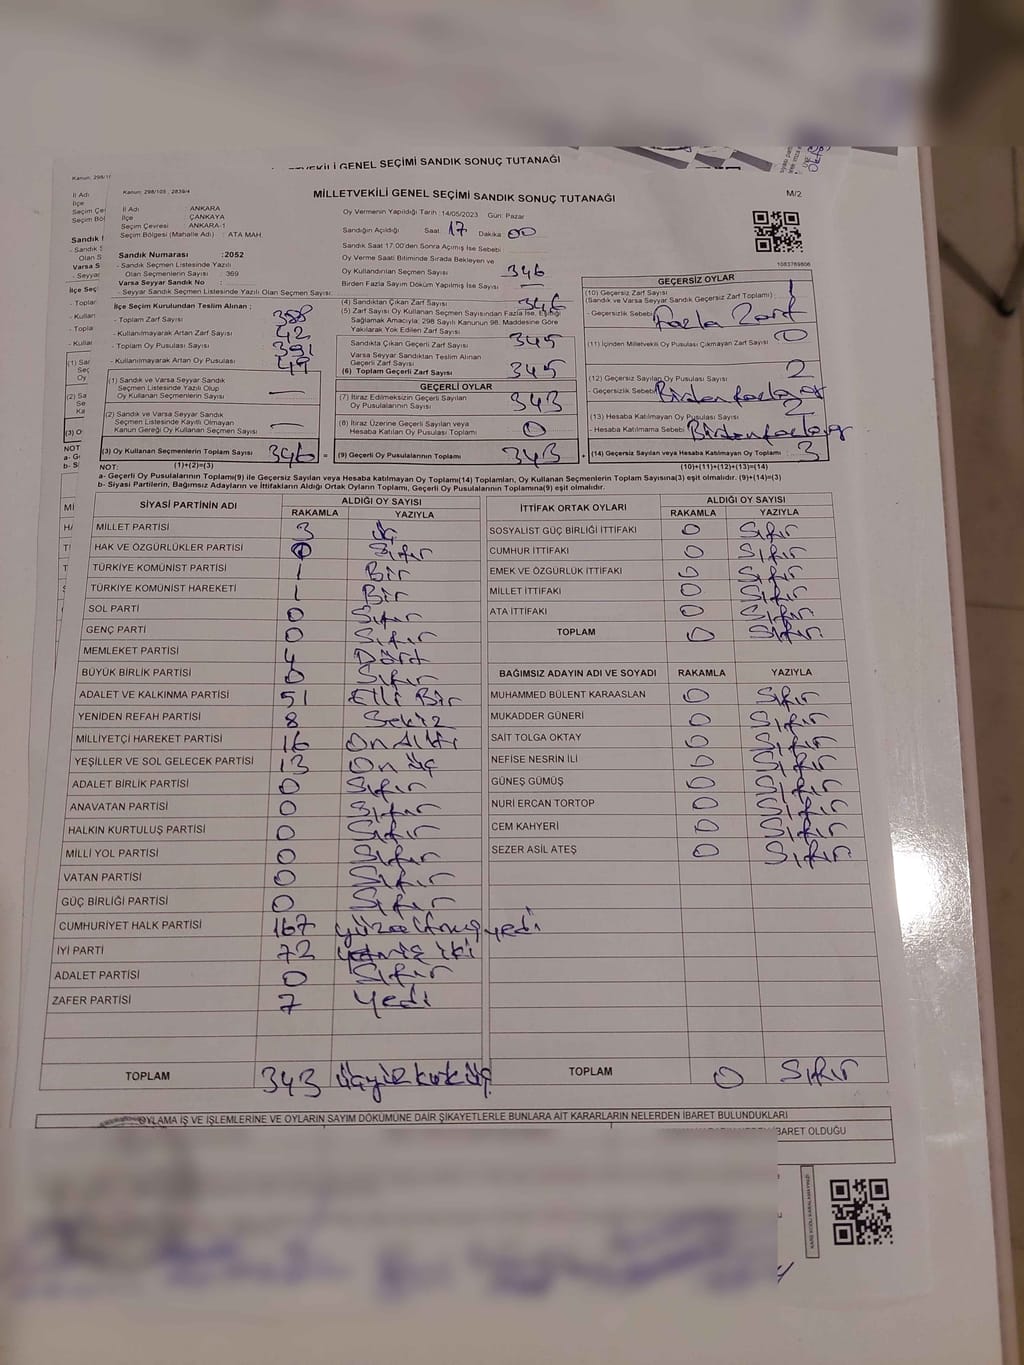 VEKİLİ GENEL SEÇİMİ SANDIK SONUÇ TUTANAĞI
MİLLETVEKİLİ GENEL SEÇİMİ SANDIK SONUÇ TUTANAĞI
M/2
Kanun: 298/105 , 2839/4
İl Adı : ANKARA
İlçe : ÇANKAYA
Seçim Çevresi : ANKARA-1
Seçim Bölgesi (Mahalle Adı) : ATA MAH.
Oy Vermenin Yapıldığı Tarih :14/05/2023 Gün: Pazar
Sandığın Açıldığı Saat 17 Dakika 00
Sandık Saat 17.00'den Sonra Açılmış İse Sebebi
Oy Verme Saati Bitiminde Sırada Bekleyen ve
Oy Kullandırılan Seçmen Sayısı 346
Birden Fazla Sayım Döküm Yapılmış İse Sayısı —
1083789806
Sandık Numarası :2052
- Sandık Seçmen Listesinde Yazılı
Olan Seçmenlerin Sayısı : 369
Varsa Seyyar Sandık No :
- Seyyar Sandık Seçmen Listesinde Yazılı Olan Seçmen Sayısı:
İlçe Seçim Kurulundan Teslim Alınan ;
- Toplam Zarf Sayısı : 388
- Kullanılmayarak Artan Zarf Sayısı : 42
- Toplam Oy Pusulası Sayısı : 391
- Kullanılmayarak Artan Oy Pusulası : 49
(1) Sandık ve Varsa Seyyar Sandık
Seçmen Listesinde Yazılı Olup
Oy Kullanan Seçmenlerin Sayısı —
(2) Sandık ve Varsa Seyyar Sandık
Seçmen Listesinde Kayıtlı Olmayan
Kanun Gereği Oy Kullanan Seçmen Sayısı —
(3) Oy Kullanan Seçmenlerin Toplam Sayısı 346 =
(4) Sandıktan Çıkan Zarf Sayısı 346
(5) Zarf Sayısı Oy Kullanan Seçmen Sayısından Fazla İse, Eşitliği
Sağlamak Amacıyla; 298 Sayılı Kanunun 98. Maddesine Göre
Yakılarak Yok Edilen Zarf Sayısı
Sandıkta Çıkan Geçerli Zarf Sayısı 345
Varsa Seyyar Sandıktan Teslim Alınan
Geçerli Zarf Sayısı
(6) Toplam Geçerli Zarf Sayısı 345
GEÇERLİ OYLAR
(7) İtiraz Edilmeksizin Geçerli Sayılan
Oy Pusulalarının Sayısı 343
(8) İtiraz Üzerine Geçerli Sayılan veya
Hesaba Katılan Oy Pusulası Toplamı 0
(9) Geçerli Oy Pusulalarının Toplamı 343 +
GEÇERSİZ OYLAR
(10) Geçersiz Zarf Sayısı
(Sandık ve Varsa Seyyar Sandık Geçersiz Zarf Toplamı) : 1
- Geçersizlik Sebebi Fazla Zarf
(11) İçinden Milletvekili Oy Pusulası Çıkmayan Zarf Sayısı 0
(12) Geçersiz Sayılan Oy Pusulası Sayısı 2
- Geçersizlik Sebebi
(13) Hesaba Katılmayan Oy Pusulası Sayısı
- Hesaba Katılmama Sebebi
(14) Geçersiz Sayılan veya Hesaba Katılmayan Oy Toplamı 3
NOT: (1)+(2)=(3) (10)+(11)+(12)+(13)=(14)
a- Geçerli Oy Pusulalarının Toplamı(9) ile Geçersiz Sayılan veya Hesaba katılmayan Oy Toplamı(14) Toplamları, Oy Kullanan Seçmenlerin Toplam Sayısına(3) eşit olmalıdır. (9)+(14)=(3)
b- Siyasi Partilerin, Bağımsız Adayların ve İttifakların Aldığı Ortak Oyların Toplamı, Geçerli Oy Pusulalarının Toplamına(9) eşit olmalıdır.
SİYASİ PARTİNİN ADI ALDIĞI OY SAYISI
RAKAMLA YAZIYLA
MİLLET PARTİSİ 3 Üç
HAK VE ÖZGÜRLÜKLER PARTİSİ 0 Sıfır
TÜRKİYE KOMÜNİST PARTİSİ 1 Bir
TÜRKİYE KOMÜNİST HAREKETİ 1 Bir
SOL PARTİ 0 Sıfır
GENÇ PARTİ 0 Sıfır
MEMLEKET PARTİSİ 4 Dört
BÜYÜK BİRLİK PARTİSİ 0 Sıfır
ADALET VE KALKINMA PARTİSİ 51 Elli Bir
YENİDEN REFAH PARTİSİ 8 Sekiz
MİLLİYETÇİ HAREKET PARTİSİ 16 On Altı
YEŞİLLER VE SOL GELECEK PARTİSİ 13 On Üç
ADALET BİRLİK PARTİSİ 0 Sıfır
ANAVATAN PARTİSİ 0 Sıfır
HALKIN KURTULUŞ PARTİSİ 0 Sıfır
MİLLİ YOL PARTİSİ 0 Sıfır
VATAN PARTİSİ 0 Sıfır
GÜÇ BİRLİĞİ PARTİSİ 0 Sıfır
CUMHURİYET HALK PARTİSİ 167 yüzaltmışyedi
İYİ PARTİ 72 yetmiş iki
ADALET PARTİSİ 0 Sıfır
ZAFER PARTİSİ 7 yedi
TOPLAM 343 üçyüzkırküç
İTTİFAK ORTAK OYLARI ALDIĞI OY SAYISI
RAKAMLA YAZIYLA
SOSYALİST GÜÇ BİRLİĞİ İTTİFAKI 0 Sıfır
CUMHUR İTTİFAKI 0 Sıfır
EMEK VE ÖZGÜRLÜK İTTİFAKI 0 Sıfır
MİLLET İTTİFAKI 0 Sıfır
ATA İTTİFAKI 0 Sıfır
TOPLAM 0 Sıfır
BAĞIMSIZ ADAYIN ADI VE SOYADI RAKAMLA YAZIYLA
MUHAMMED BÜLENT KARAASLAN 0 Sıfır
MUKADDER GÜNERİ 0 Sıfır
SAİT TOLGA OKTAY 0 Sıfır
NEFİSE NESRİN İLİ 0 Sıfır
GÜNEŞ GÜMÜŞ 0 Sıfır
NURİ ERCAN TORTOP 0 Sıfır
CEM KAHYERİ 0 Sıfır
SEZER ASİL ATEŞ 0 Sıfır
TOPLAM 0 Sıfır
OYLAMA İŞ VE İŞLEMLERİNE VE OYLARIN SAYIM DÖKÜMÜNE DAİR ŞİKAYETLERLE BUNLARA AİT KARARLARIN NELERDEN İBARET BULUNDUKLARI
İBARET OLDUĞU
KARE KODU KARALAMAYINIZ!